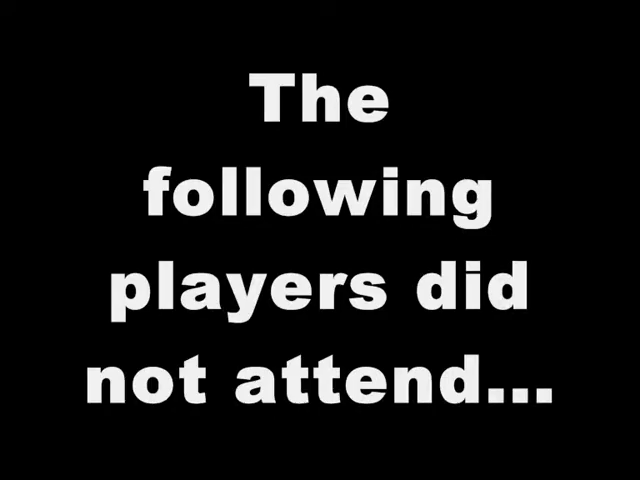 The
following
players did
not attend...